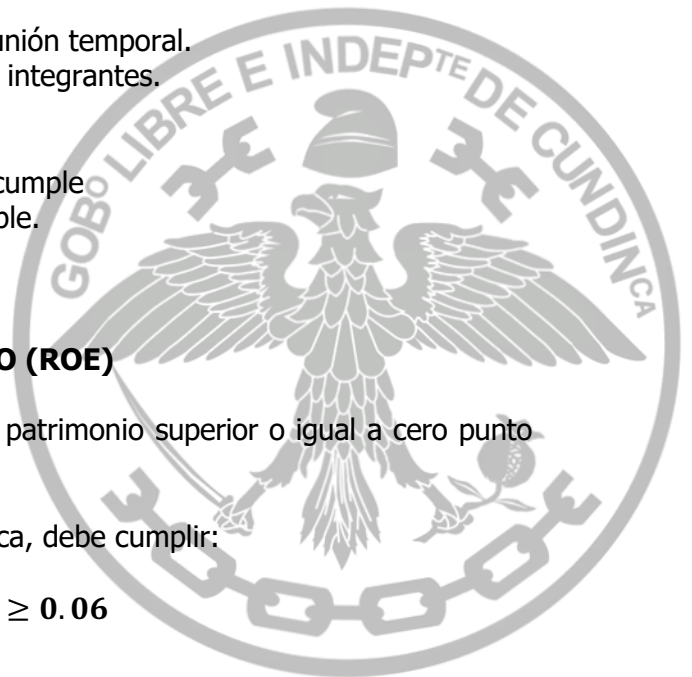 unión temporal.
integrantes.
GOBº LIBRE E INDEPTE DE CUNDINCA
cumple
ble.
O (ROE)
patrimonio superior o igual a cero punto
ca, debe cumplir:
≥ 0.06